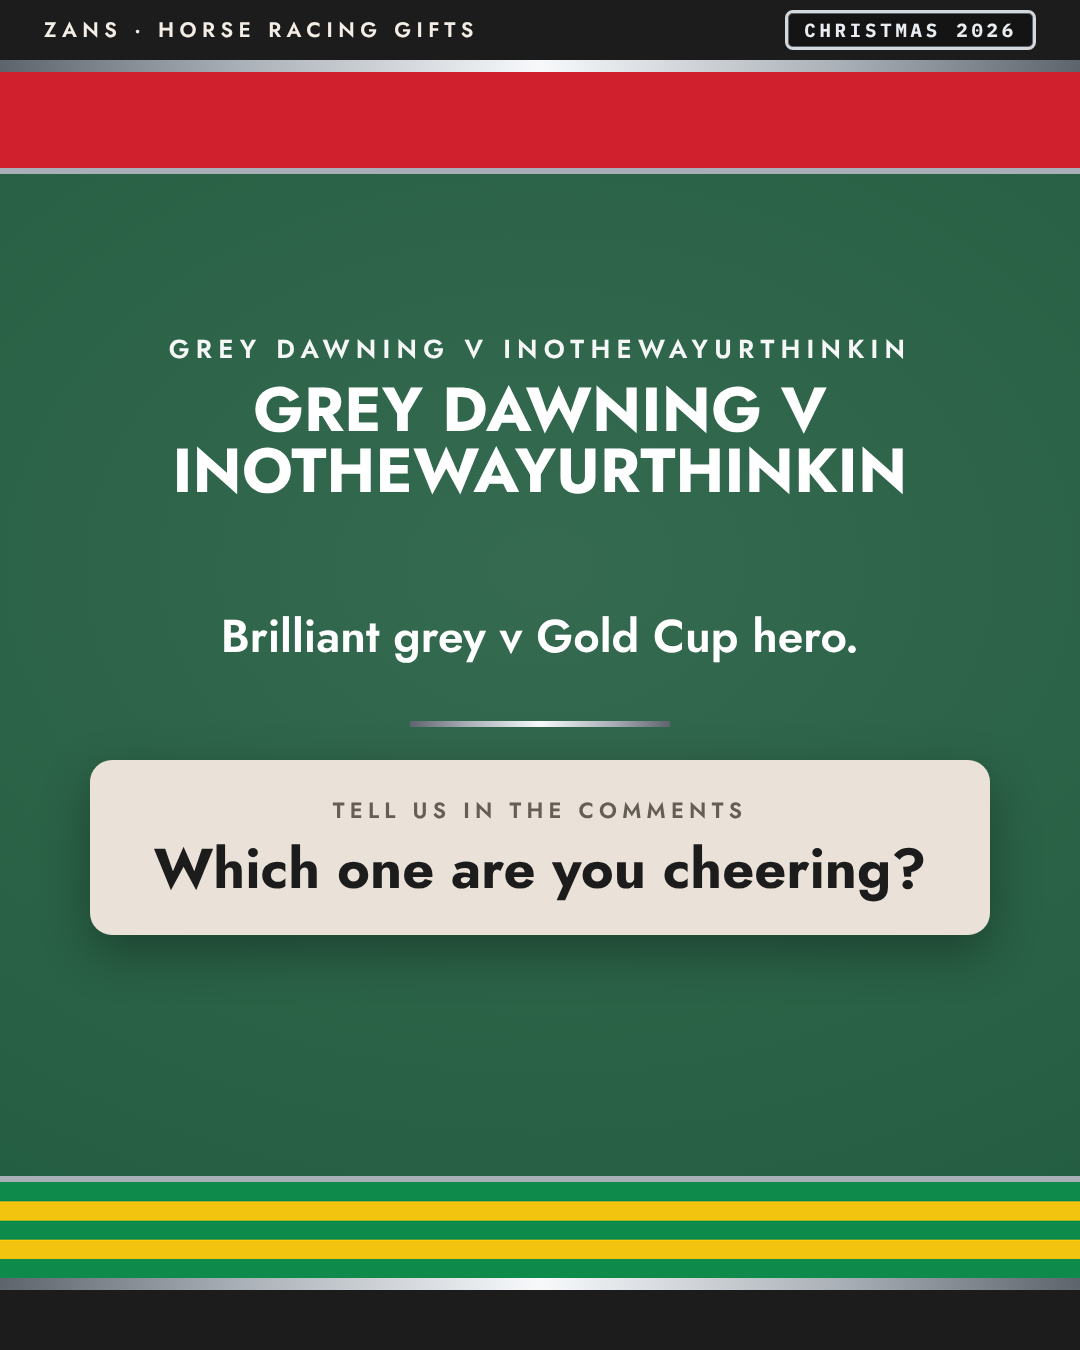 ZANS · HORSE RACING GIFTS
CHRISTMAS 2026
GREY DAWNING V INOTHEWAYURTHINKIN
GREY DAWNING V
INOTHEWAYURTHINKIN
Brilliant grey v Gold Cup hero.
TELL US IN THE COMMENTS
Which one are you cheering?